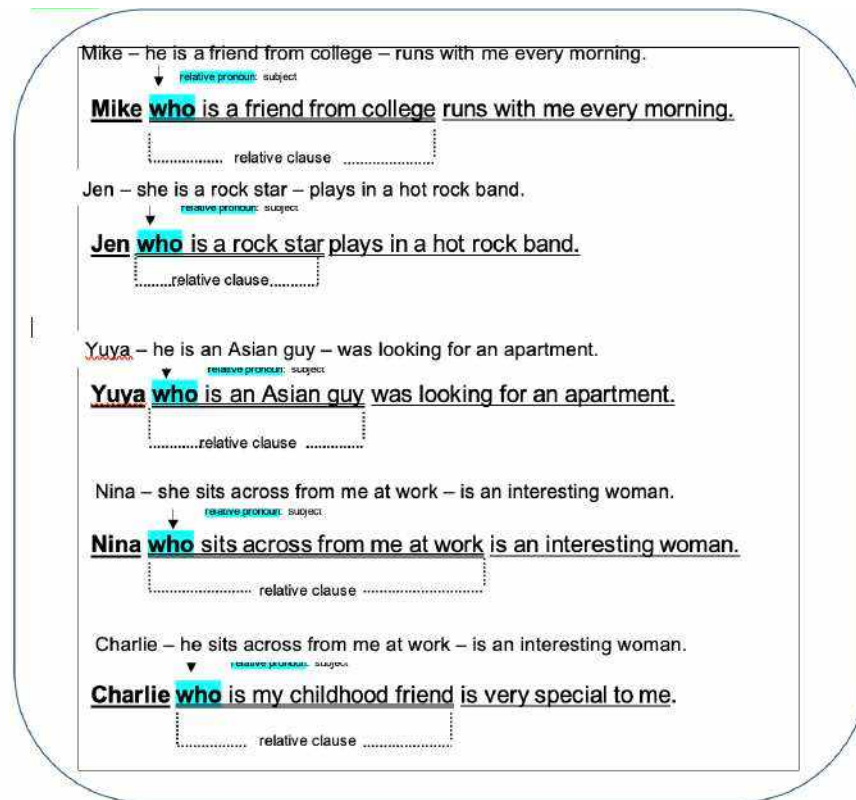 Mike – he is a friend from college – runs with me every morning.
relative pronoun: subject
Mike who is a friend from college runs with me every morning.
.................. relative clause ......................
Jen – she is a rock star – plays in a hot rock band.
relative pronoun: subject
Jen who is a rock star plays in a hot rock band.
.........relative clause............
Yuya – he is an Asian guy – was looking for an apartment.
relative pronoun: subject
Yuya who is an Asian guy was looking for an apartment.
............relative clause ..............
Nina – she sits across from me at work – is an interesting woman.
relative pronoun: subject
Nina who sits across from me at work is an interesting woman.
......................... relative clause .............................
Charlie – he sits across from me at work – is an interesting woman.
relative pronoun: subject
Charlie who is my childhood friend is very special to me.
................. relative clause ......................